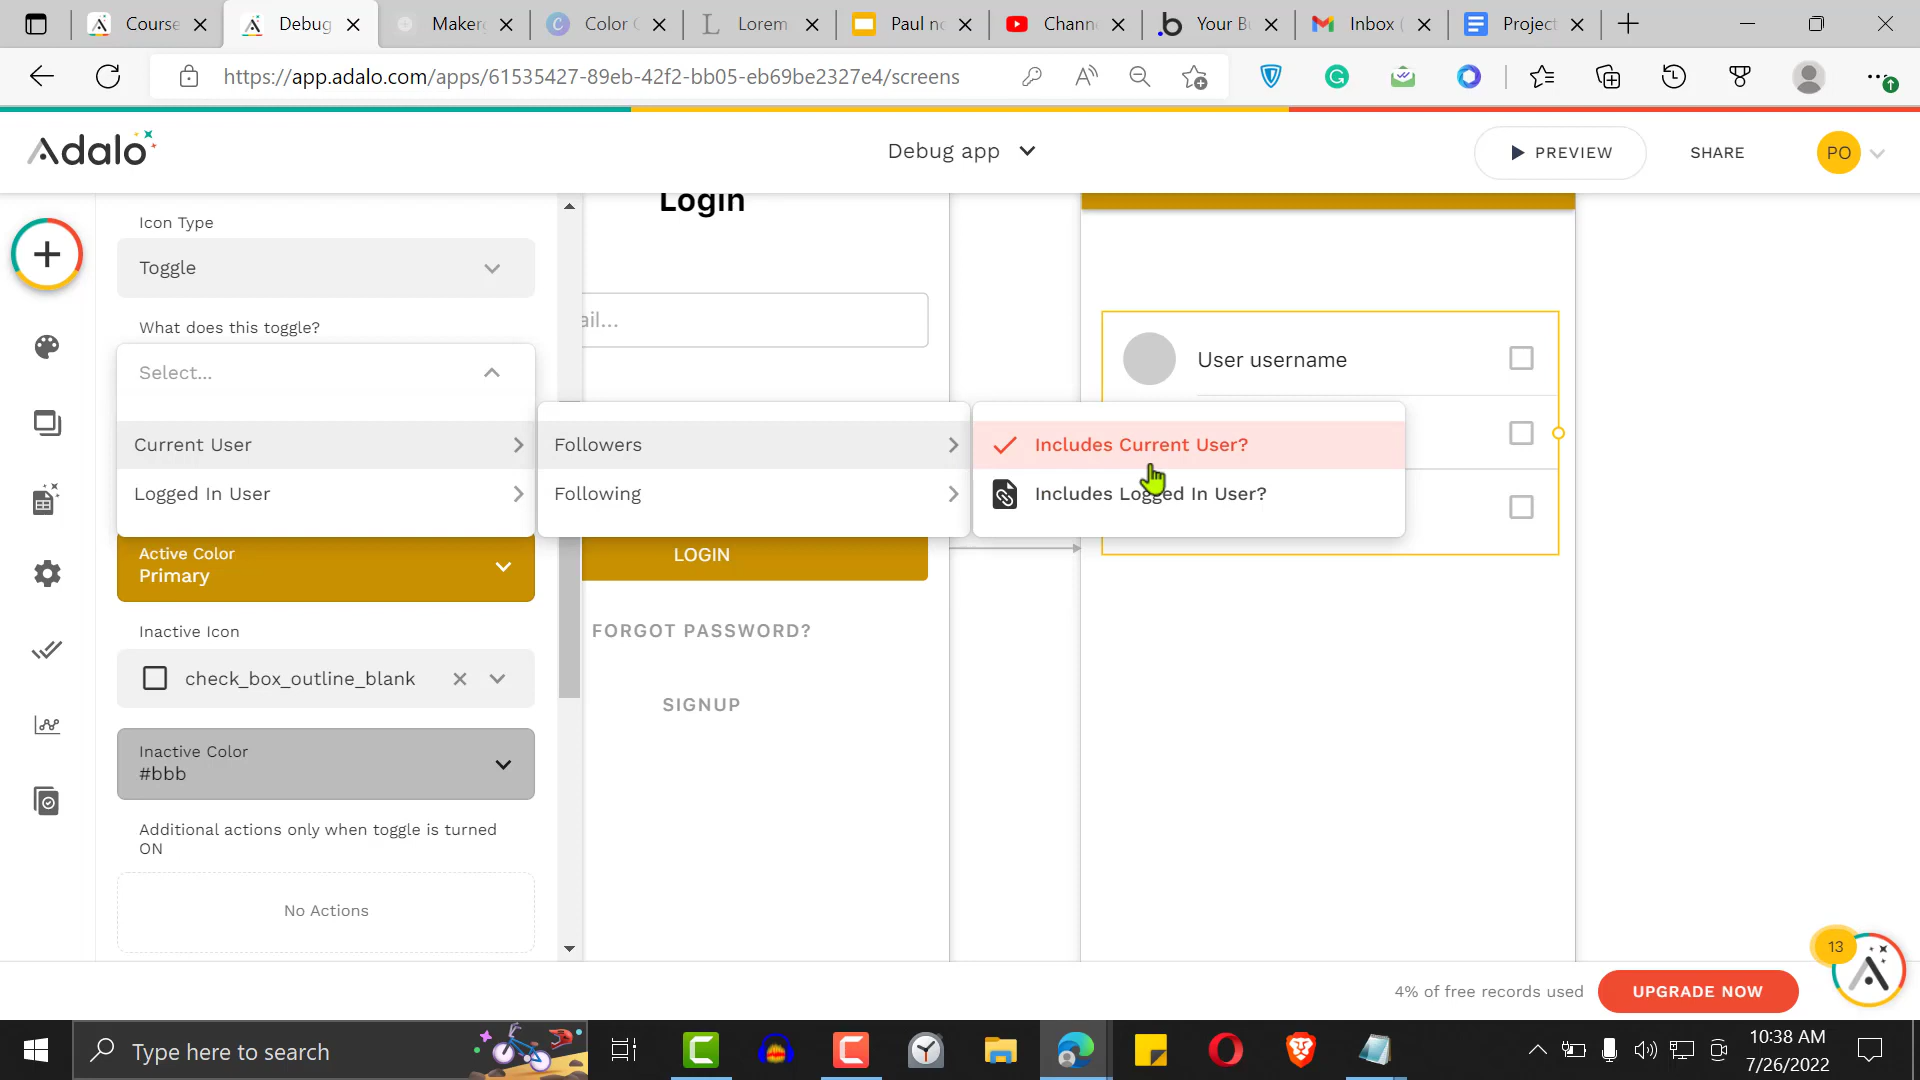 Course
Debug
Maker
Color
Lorem
Paul no
Chann
Your B
Inbox (
Project
https://app.adalo.com/apps/61535427-89eb-42f2-bb05-eb69be2327e4/screens
Adalo
Debug app
PREVIEW
SHARE
PO
Icon Type
Toggle
What does this toggle?
Select...
Current User
Logged In User
Followers
Following
Includes Current User?
Includes Logged In User?
Active Color
Primary
Inactive Icon
check_box_outline_blank
Inactive Color
#bbb
Additional actions only when toggle is turned
ON
No Actions
Login
ail...
LOGIN
FORGOT PASSWORD?
SIGNUP
User username
13
4% of free records used
UPGRADE NOW
Type here to search
10:38 AM
7/26/2022